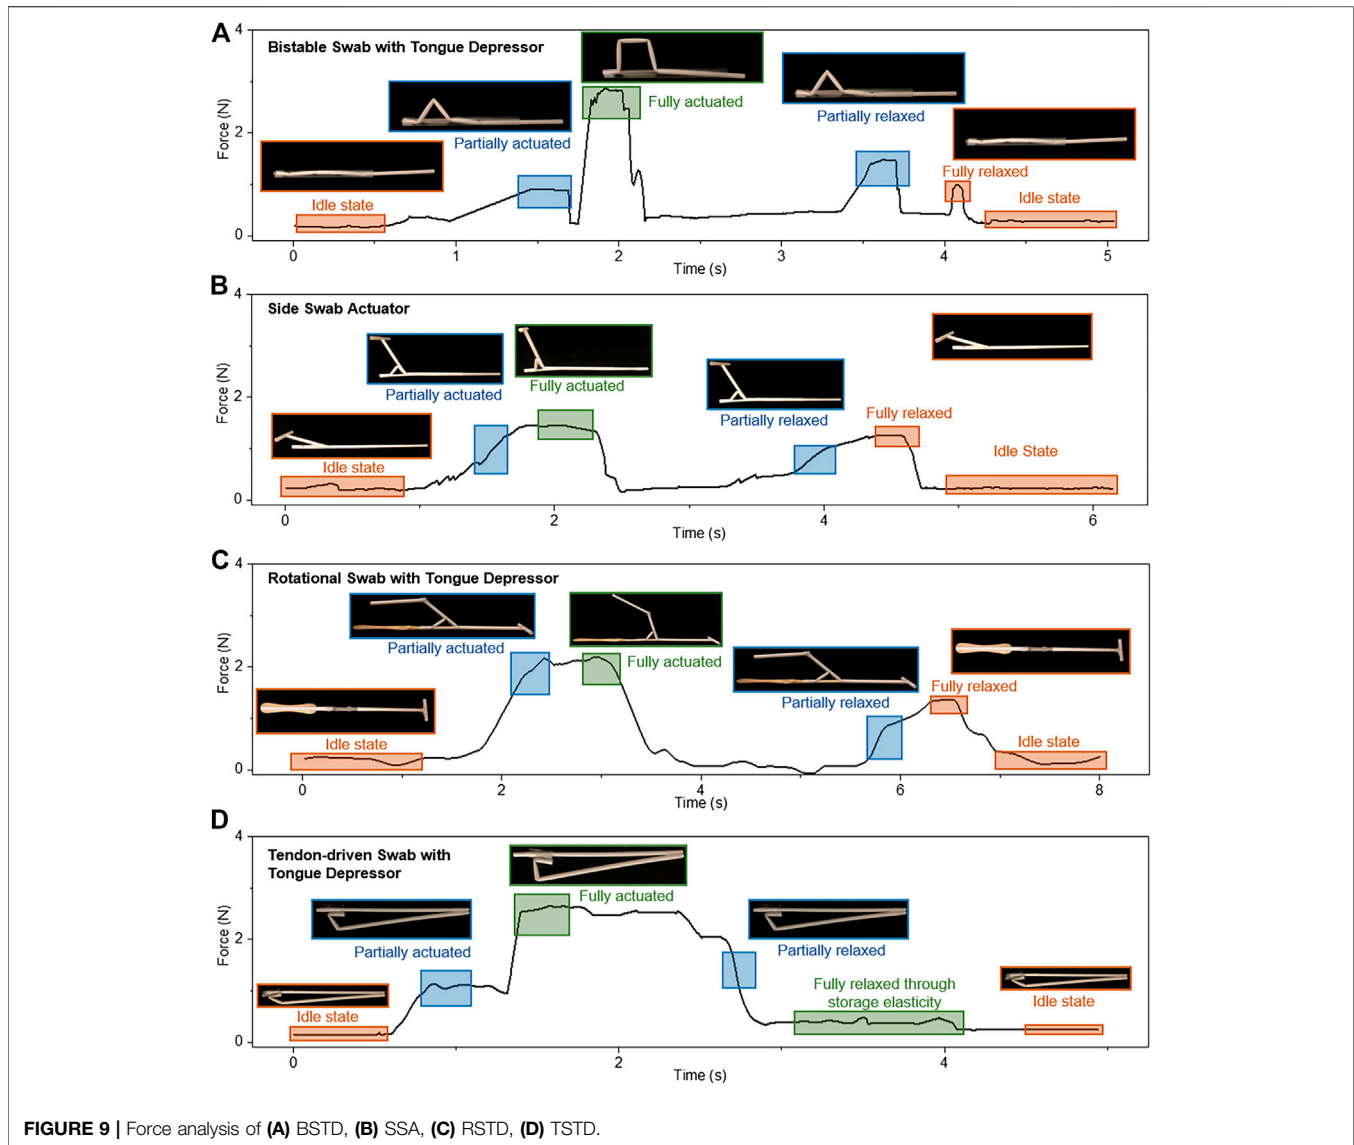 A
Bistable Swab with Tongue Depressor
Force (N)
4
2
0
Idle state
Partially actuated
Fully actuated
Partially relaxed
Fully relaxed
Idle state
0 1 2 3 4 5
Time (s)
B
Side Swab Actuator
Force (N)
4
2
0
Idle state
Partially actuated
Fully actuated
Partially relaxed
Fully relaxed
Idle State
0 2 4 6
Time (s)
C
Rotational Swab with Tongue Depressor
Force (N)
4
2
0
Idle state
Partially actuated
Fully actuated
Partially relaxed
Fully relaxed
Idle state
0 2 4 6 8
Time (s)
D
Tendon-driven Swab with
Tongue Depressor
Force (N)
4
2
0
Idle state
Partially actuated
Fully actuated
Partially relaxed
Fully relaxed through
storage elasticity
Idle state
0 2 4
Time (s)
FIGURE 9 | Force analysis of (A) BSTD, (B) SSA, (C) RSTD, (D) TSTD.